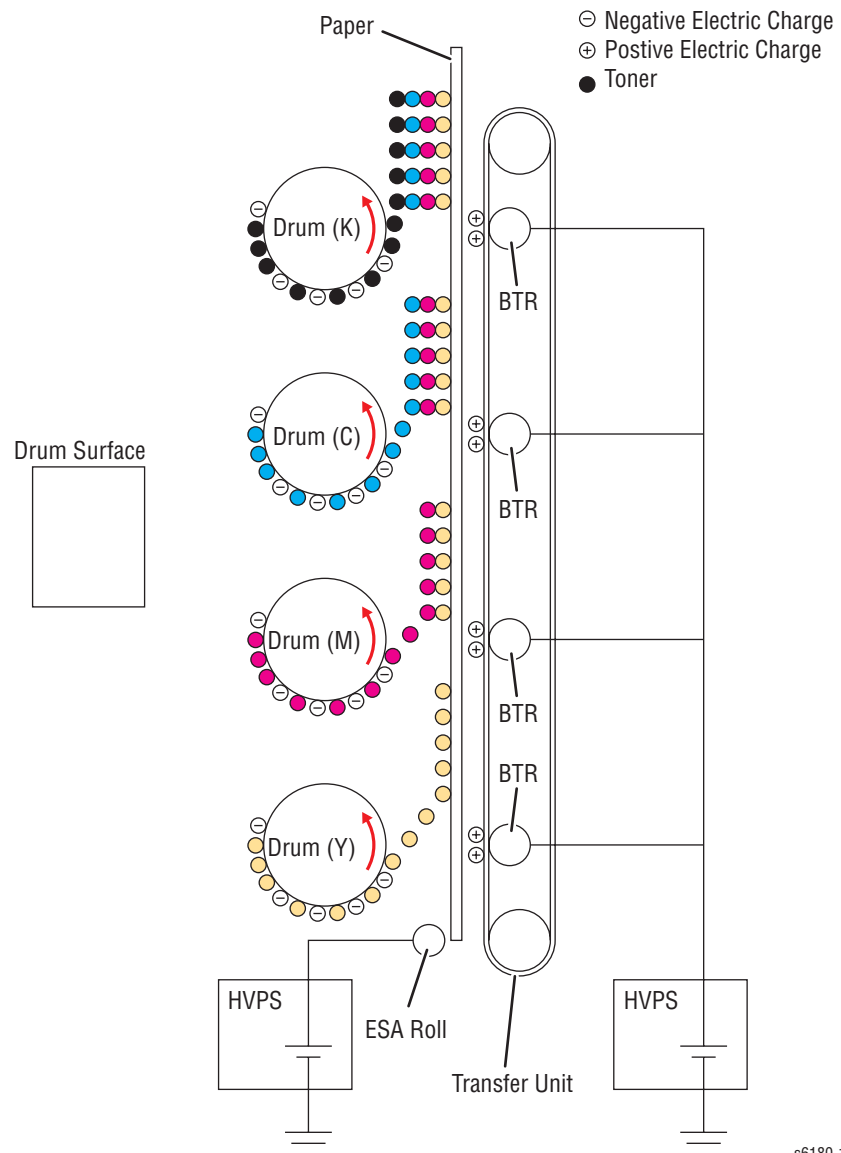 Paper
Negative Electric Charge
Postive Electric Charge
Toner
Drum (K)
BTR
Drum (C)
Drum Surface
BTR
Drum (M)
BTR
BTR
Drum (Y)
HVPS
ESA Roll
HVPS
Transfer Unit